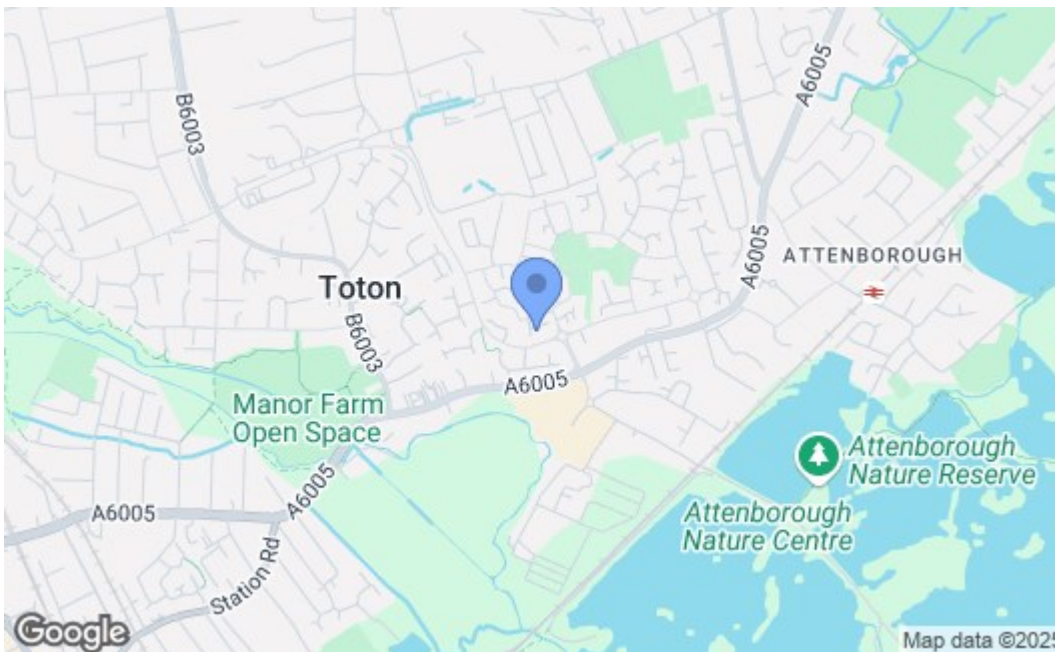 B6003
A6005
A6005
ATTENBOROUGH
Toton
B6003
A6005
Manor Farm
Open Space
Attenborough
Nature Reserve
A6005
A6005
Attenborough
Nature Centre
Station Rd
Google
Map data ©2025